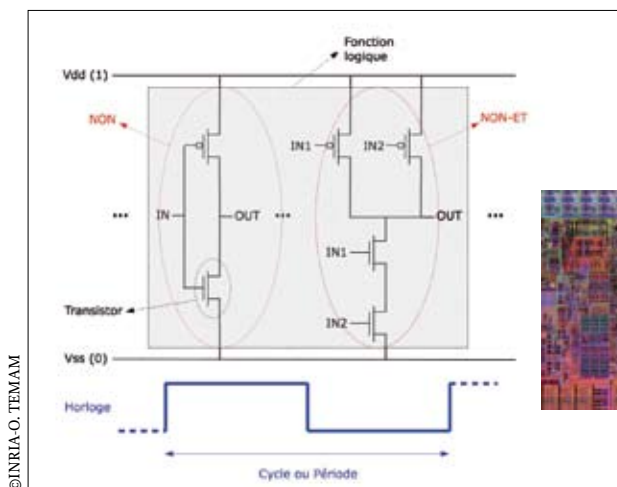 Fonction
logique
Vdd (1)
NON
NON-ET
IN1
IN2
IN
OUT
OUT
IN1
IN2
Transistor
Vss (0)
Horloge
Cycle ou Période
©INRIA-O. TEMAM